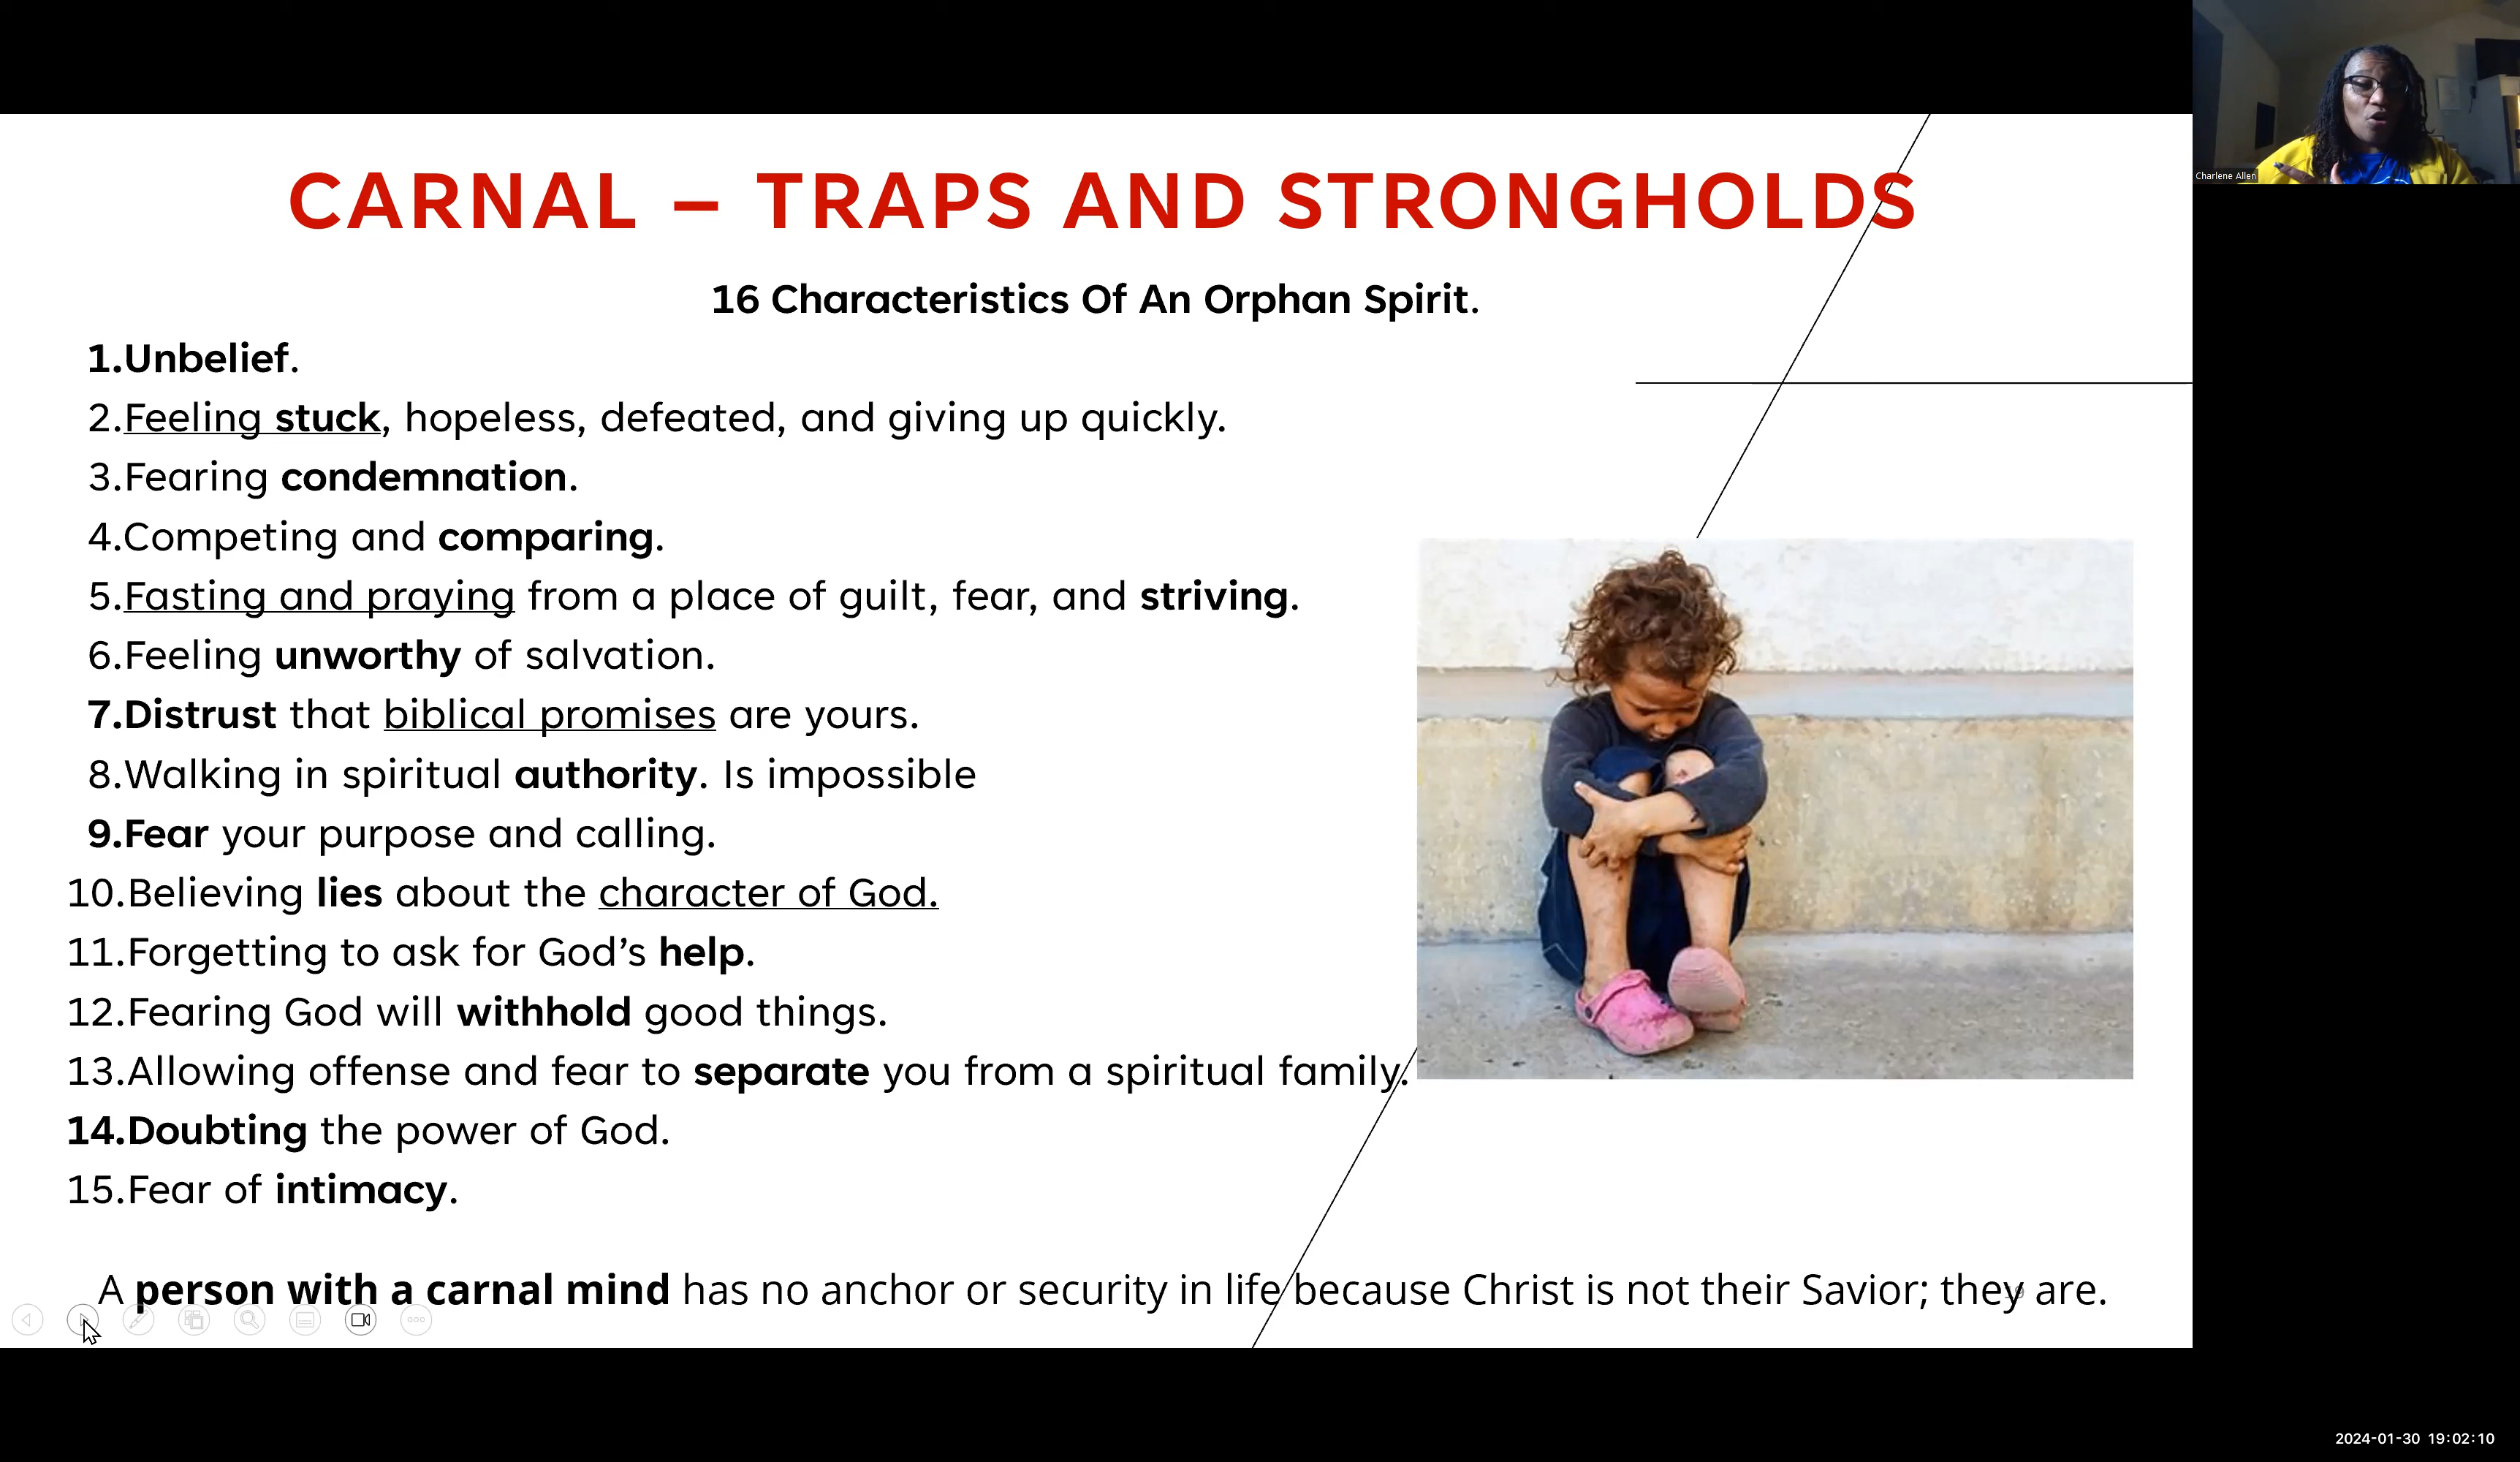 CARNAL – TRAPS AND STRONGHOLDS
Charlene Allen
16 Characteristics Of An Orphan Spirit.
1.Unbelief.
2.Feeling stuck, hopeless, defeated, and giving up quickly.
3.Fearing condemnation.
4.Competing and comparing.
5.Fasting and praying from a place of guilt, fear, and striving.
6.Feeling unworthy of salvation.
7.Distrust that biblical promises are yours.
8.Walking in spiritual authority. Is impossible
9.Fear your purpose and calling.
10.Believing lies about the character of God.
11.Forgetting to ask for God’s help.
12.Fearing God will withhold good things.
13.Allowing offense and fear to separate you from a spiritual family.
14.Doubting the power of God.
15.Fear of intimacy.
A person with a carnal mind has no anchor or security in life because Christ is not their Savior; they are.
2024-01-30 19:02:10